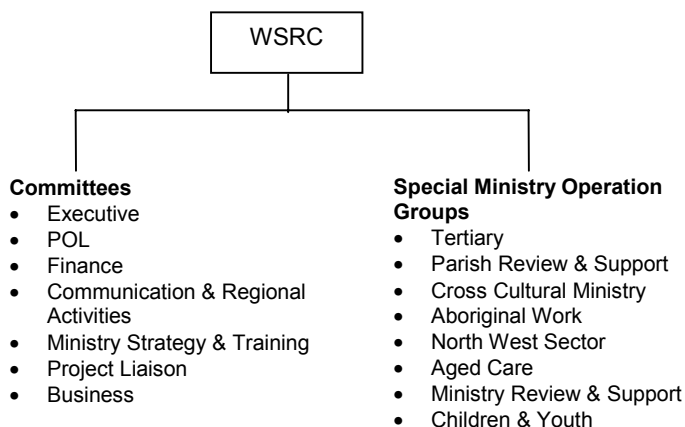 WSRC
Committees
• Executive
• POL
• Finance
• Communication & Regional
Activities
• Ministry Strategy & Training
• Project Liaison
• Business
Special Ministry Operation
Groups
• Tertiary
• Parish Review & Support
• Cross Cultural Ministry
• Aboriginal Work
• North West Sector
• Aged Care
• Ministry Review & Support
• Children & Youth